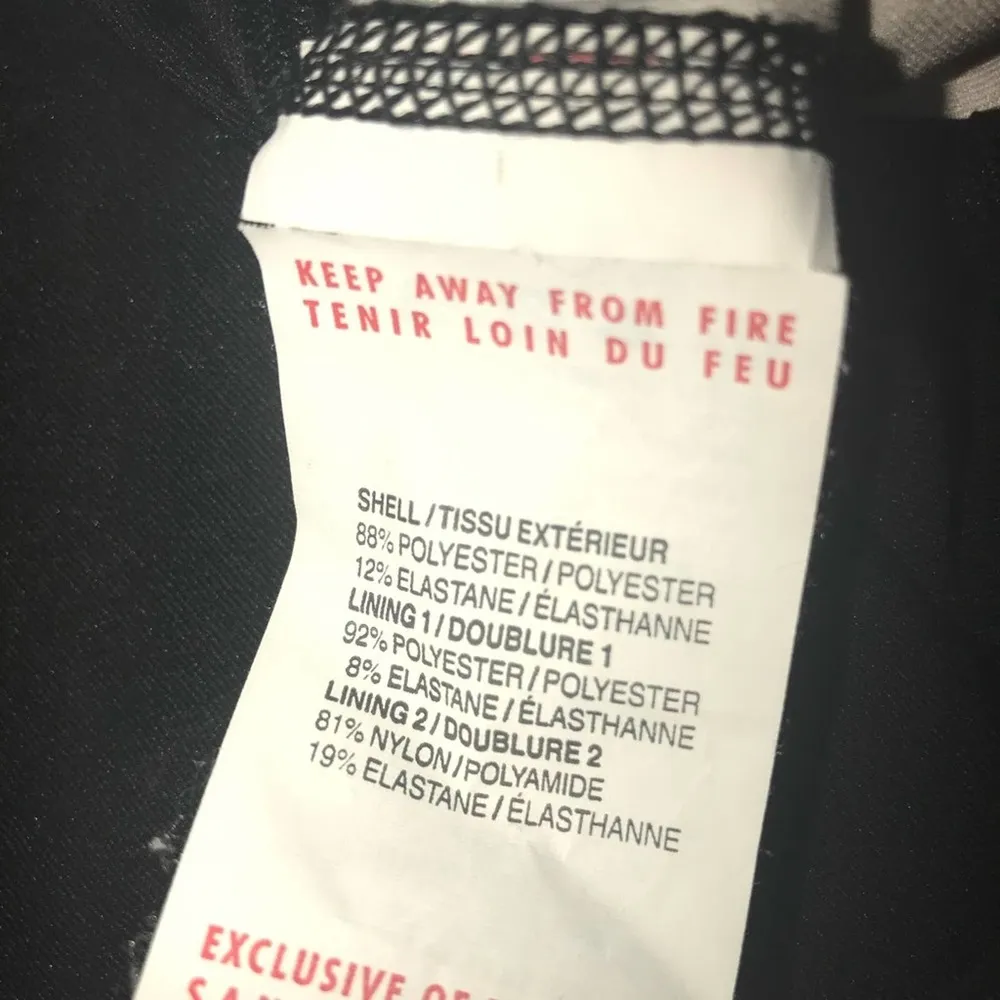 KEEP AWAY FROM FIRE
TENIR LOIN DU FEU
SHELL / TISSU EXTÉRIEUR
88% POLYESTER / POLYESTER
12% ELASTANE / ÉLASTHANNE
LINING 1 / DOUBLURE 1
92% POLYESTER / POLYESTER
8% ELASTANE / ÉLASTHANNE
LINING 2 / DOUBLURE 2
81% NYLON / POLYAMIDE
19% ELASTANE / ÉLASTHANNE
EXCLUSIVE OF